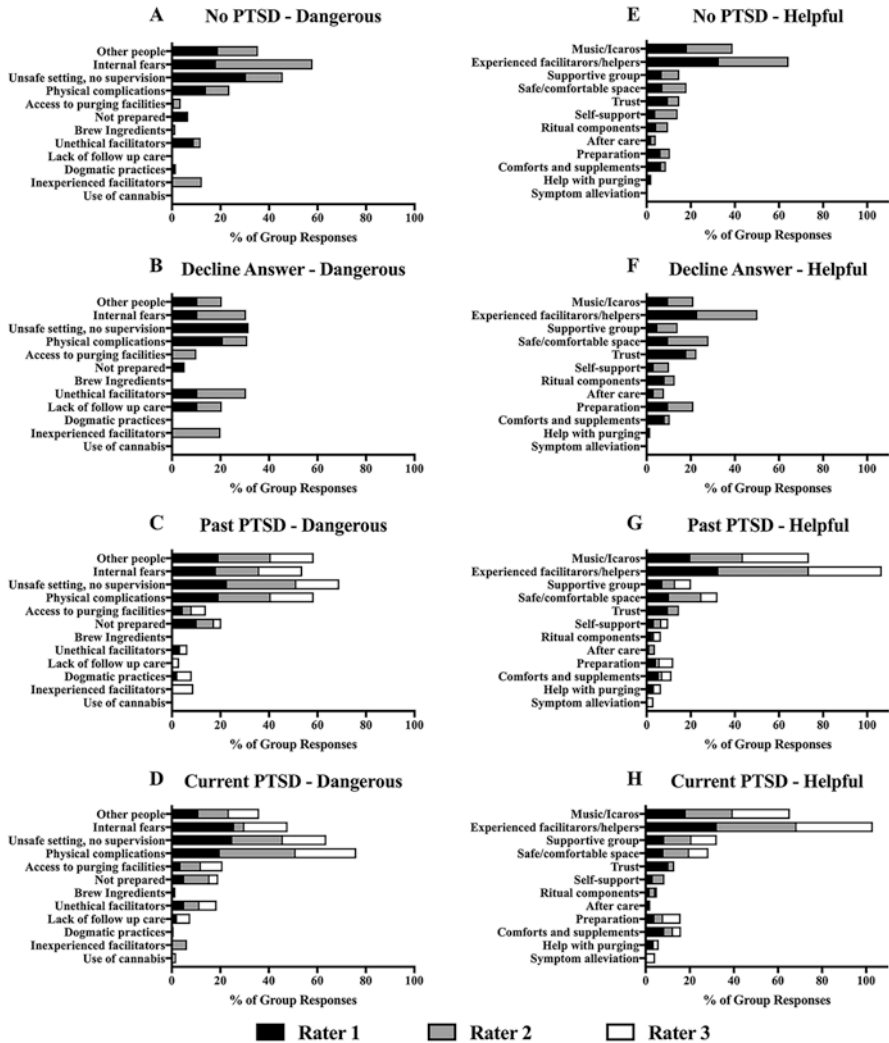 A No PTSD - Dangerous
Other people
Internal fears
Unsafe setting, no supervision
Physical complications
Access to purging facilities
Not prepared
Brew Ingredients
Unethical facilitators
Lack of follow up care
Dogmatic practices
Inexperienced facilitators
Use of cannabis
0 20 40 60 80 100
% of Group Responses
E No PTSD - Helpful
Music/Icaros
Experienced facilitarors/helpers
Supportive group
Safe/comfortable space
Trust
Self-support
Ritual components
After care
Preparation
Comforts and supplements
Help with purging
Symptom alleviation
0 20 40 60 80 100
% of Group Responses
B Decline Answer - Dangerous
Other people
Internal fears
Unsafe setting, no supervision
Physical complications
Access to purging facilities
Not prepared
Brew Ingredients
Unethical facilitators
Lack of follow up care
Dogmatic practices
Inexperienced facilitators
Use of cannabis
0 20 40 60 80 100
% of Group Responses
F Decline Answer - Helpful
Music/Icaros
Experienced facilitarors/helpers
Supportive group
Safe/comfortable space
Trust
Self-support
Ritual components
After care
Preparation
Comforts and supplements
Help with purging
Symptom alleviation
0 20 40 60 80 100
% of Group Responses
C Past PTSD - Dangerous
Other people
Internal fears
Unsafe setting, no supervision
Physical complications
Access to purging facilities
Not prepared
Brew Ingredients
Unethical facilitators
Lack of follow up care
Dogmatic practices
Inexperienced facilitators
Use of cannabis
0 20 40 60 80 100
% of Group Responses
G Past PTSD - Helpful
Music/Icaros
Experienced facilitarors/helpers
Supportive group
Safe/comfortable space
Trust
Self-support
Ritual components
After care
Preparation
Comforts and supplements
Help with purging
Symptom alleviation
0 20 40 60 80 100
% of Group Responses
D Current PTSD - Dangerous
Other people
Internal fears
Unsafe setting, no supervision
Physical complications
Access to purging facilities
Not prepared
Brew Ingredients
Unethical facilitators
Lack of follow up care
Dogmatic practices
Inexperienced facilitators
Use of cannabis
0 20 40 60 80 100
% of Group Responses
H Current PTSD - Helpful
Music/Icaros
Experienced facilitarors/helpers
Supportive group
Safe/comfortable space
Trust
Self-support
Ritual components
After care
Preparation
Comforts and supplements
Help with purging
Symptom alleviation
0 20 40 60 80 100
% of Group Responses
Rater 1 Rater 2 Rater 3